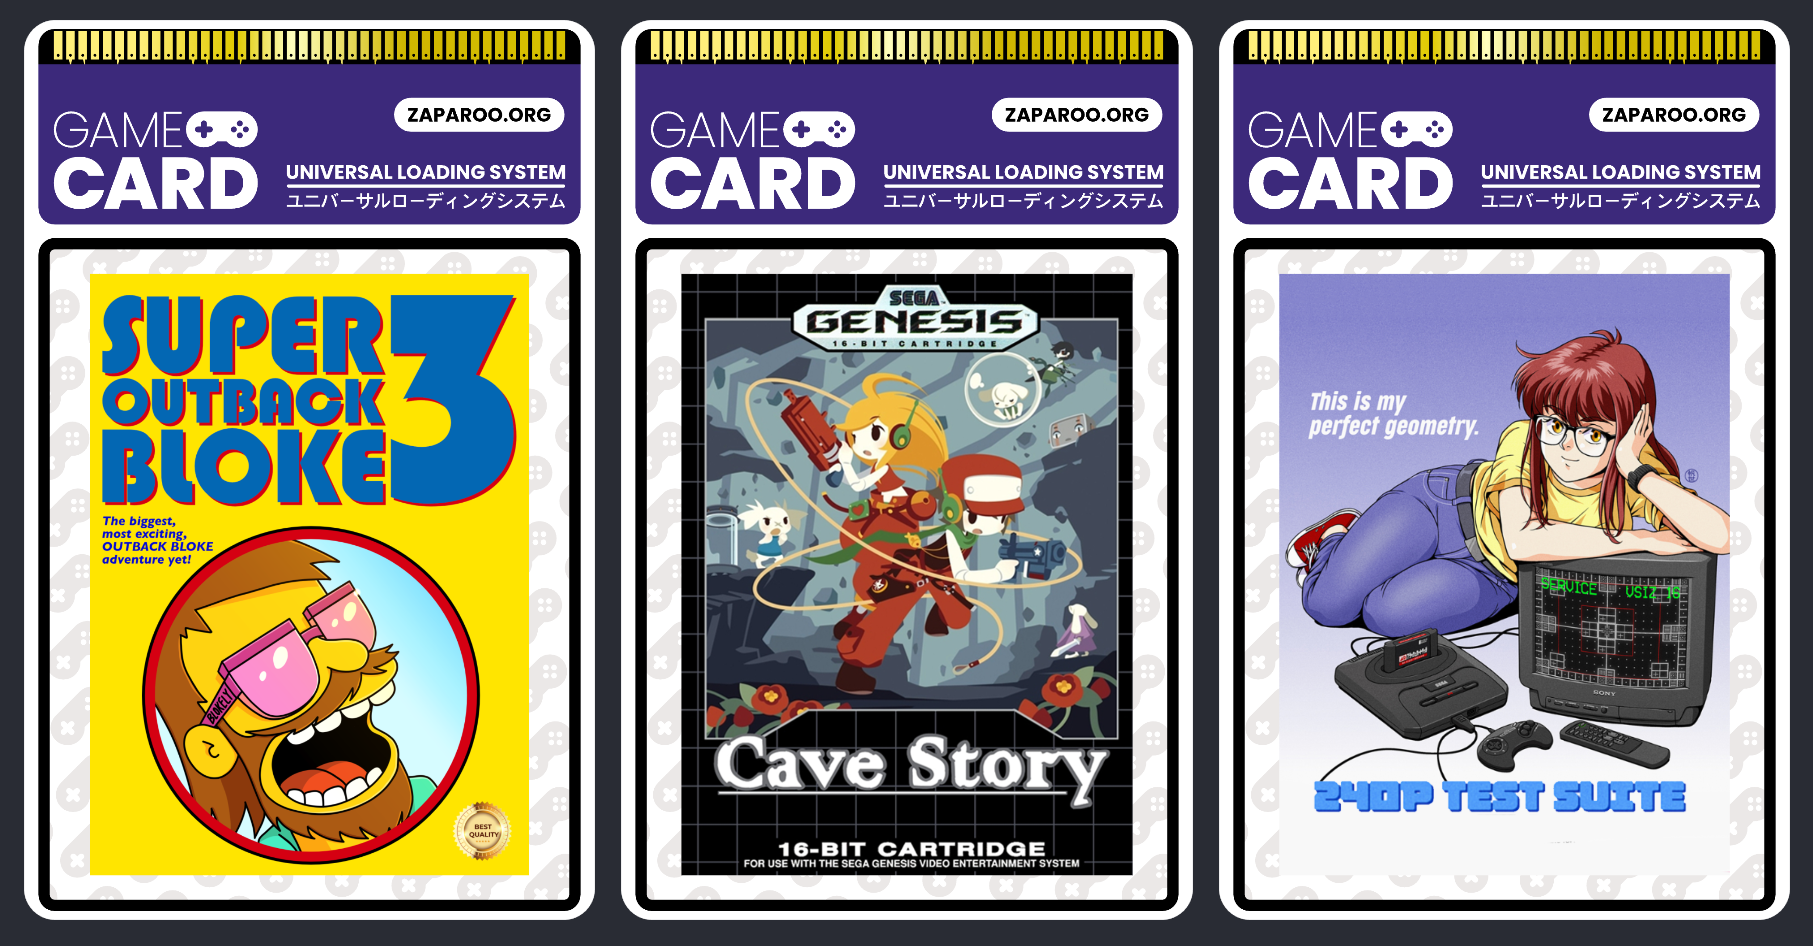 GAME
CARD
ZAPAROO.ORG
UNIVERSAL LOADING SYSTEM
ユニバーサルローディングシステム
SUPER
OUTBACK
BLOKE
3
The biggest,
most exciting,
OUTBACK BLOKE
adventure yet!
BLOKELY
BEST
QUALITY
GAME
CARD
ZAPAROO.ORG
UNIVERSAL LOADING SYSTEM
ユニバーサルローディングシステム
SEGA
GENESIS
16-BIT CARTRIDGE
Cave Story
16-BIT CARTRIDGE
FOR USE WITH THE SEGA GENESIS VIDEO ENTERTAINMENT SYSTEM
GAME
CARD
ZAPAROO.ORG
UNIVERSAL LOADING SYSTEM
ユニバーサルローディングシステム
This is my
perfect geometry.
SERVICE
SEGA
SONY
240P TEST SUITE